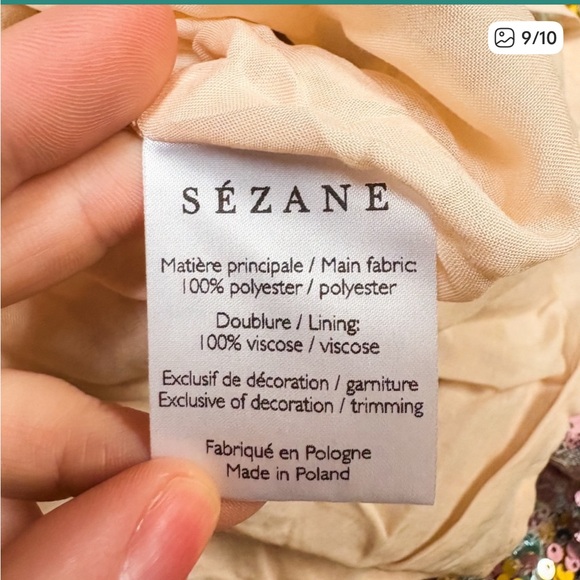 9/10
SÉZANE
Matière principale / Main fabric:
100% polyester / polyester
Doublure / Lining:
100% viscose / viscose
Exclusif de décoration / garniture
Exclusive of decoration / trimming
Fabriqué en Pologne
Made in Poland